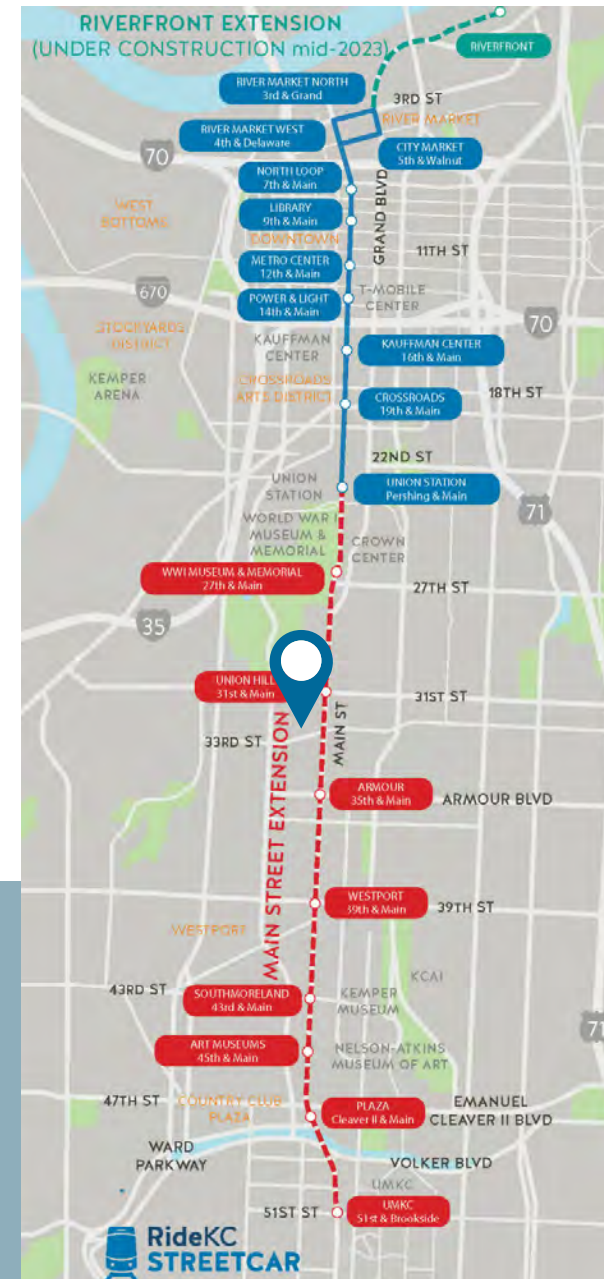 RIVERFRONT EXTENSION
(UNDER CONSTRUCTION mid-2023)
RIVERFRONT
RIVER MARKET NORTH
3rd & Grand
3RD ST
RIVER MARKET
RIVER MARKET WEST
4th & Delaware
CITY MARKET
5th & Walnut
70
NORTH LOOP
7th & Main
GRAND BLVD
WEST
BOTTOMS
LIBRARY
9th & Main
DOWNTOWN
11TH ST
METRO CENTER
12th & Main
670
POWER & LIGHT
14th & Main
T-MOBILE
CENTER
70
STOCKYARDS
DISTRICT
KAUFFMAN
CENTER
KAUFFMAN CENTER
16th & Main
KEMPER
ARENA
CROSSROADS
ARTS DISTRICT
CROSSROADS
19th & Main
18TH ST
22ND ST
UNION
STATION
UNION STATION
Pershing & Main
71
WORLD WAR I
MUSEUM &
MEMORIAL
CROWN
CENTER
WWI MUSEUM & MEMORIAL
27th & Main
27TH ST
35
UNION HILL
31st & Main
31ST ST
33RD ST
MAIN ST
MAIN STREET EXTENSION
ARMOUR
35th & Main
ARMOUR BLVD
WESTPORT
39th & Main
39TH ST
WESTPORT
KCAI
43RD ST
SOUTHMORELAND
43rd & Main
KEMPER
MUSEUM
71
ART MUSEUMS
45th & Main
NELSON-ATKINS
MUSEUM OF ART
47TH ST
COUNTRY CLUB
PLAZA
PLAZA
Cleaver II & Main
EMANUEL
CLEAVER II BLVD
WARD
PARKWAY
VOLKER BLVD
UMKC
51ST ST
UMKC
51st & Brookside
RideKC
STREETCAR